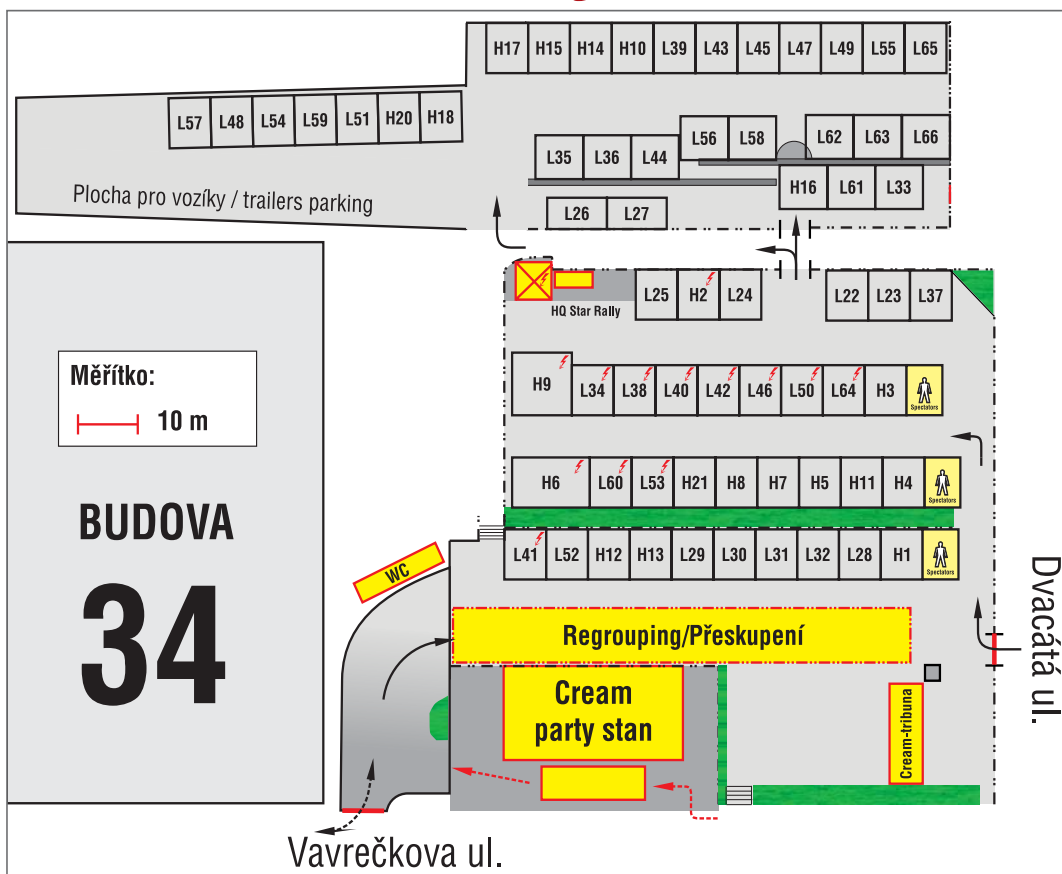 H17 H15 H14 H10 L39 L43 L45 L47 L49 L55 L65
L57 L48 L54 L59 L51 H20 H18
L56 L58 L62 L63 L66
L35 L36 L44
H16 L61 L33
Plocha pro vozíky / trailers parking
L26 L27
HQ Star Rally
L25 H2 L24 L22 L23 L37
Měřítko:
10 m
H9 L34 L38 L40 L42 L46 L50 L64 H3 Spectators
H6 L60 L53 H21 H8 H7 H5 H11 H4 Spectators
BUDOVA
34
L41 L52 H12 H13 L29 L30 L31 L32 L28 H1 Spectators
WC
Regrouping/Přeskupení
Dvacátá ul.
Cream
party stan
Cream-tribuna
Vavrečkova ul.